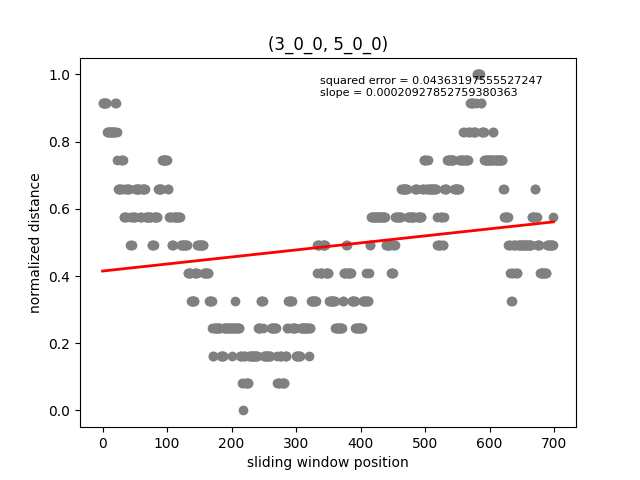 (3_0_0, 5_0_0)
squared error = 0.04363197555527247
slope = 0.00020927852759380363
normalized distance
1.0
0.8
0.6
0.4
0.2
0.0
0 100 200 300 400 500 600 700
sliding window position